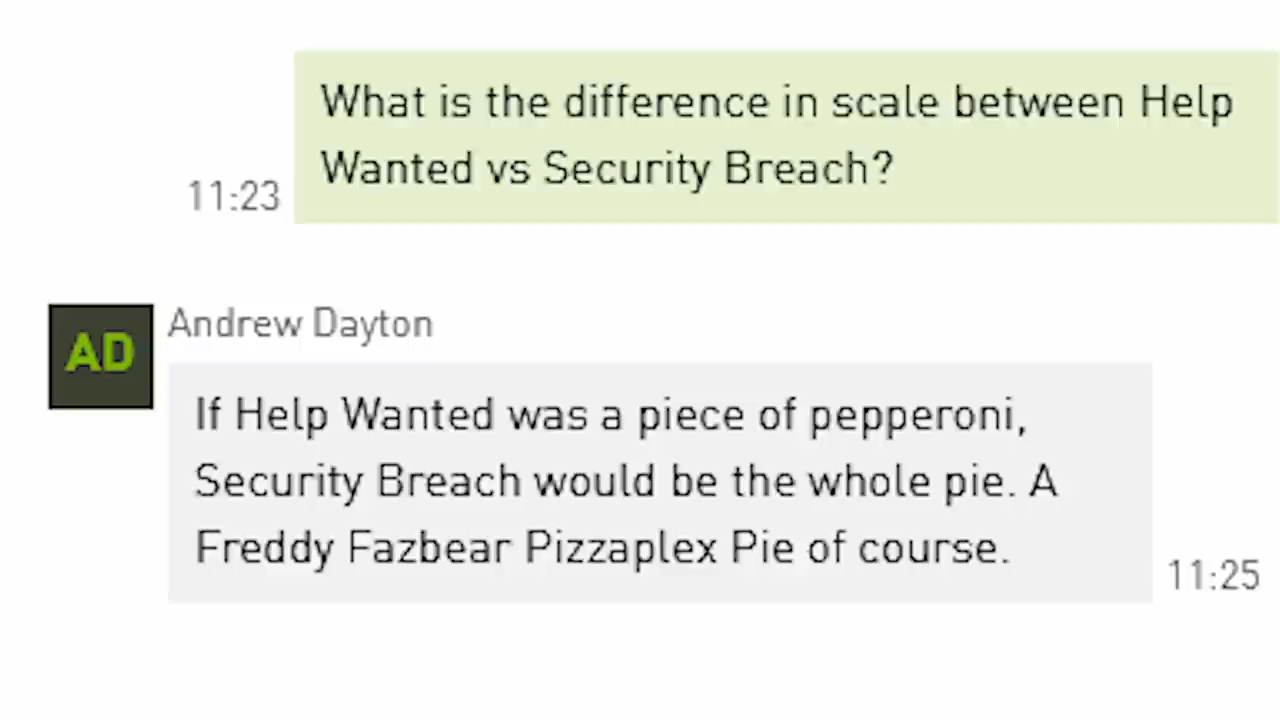 What is the difference in scale between Help
Wanted vs Security Breach?
11:23
AD
Andrew Dayton
If Help Wanted was a piece of pepperoni,
Security Breach would be the whole pie. A
Freddy Fazbear Pizzaplex Pie of course.
11:25